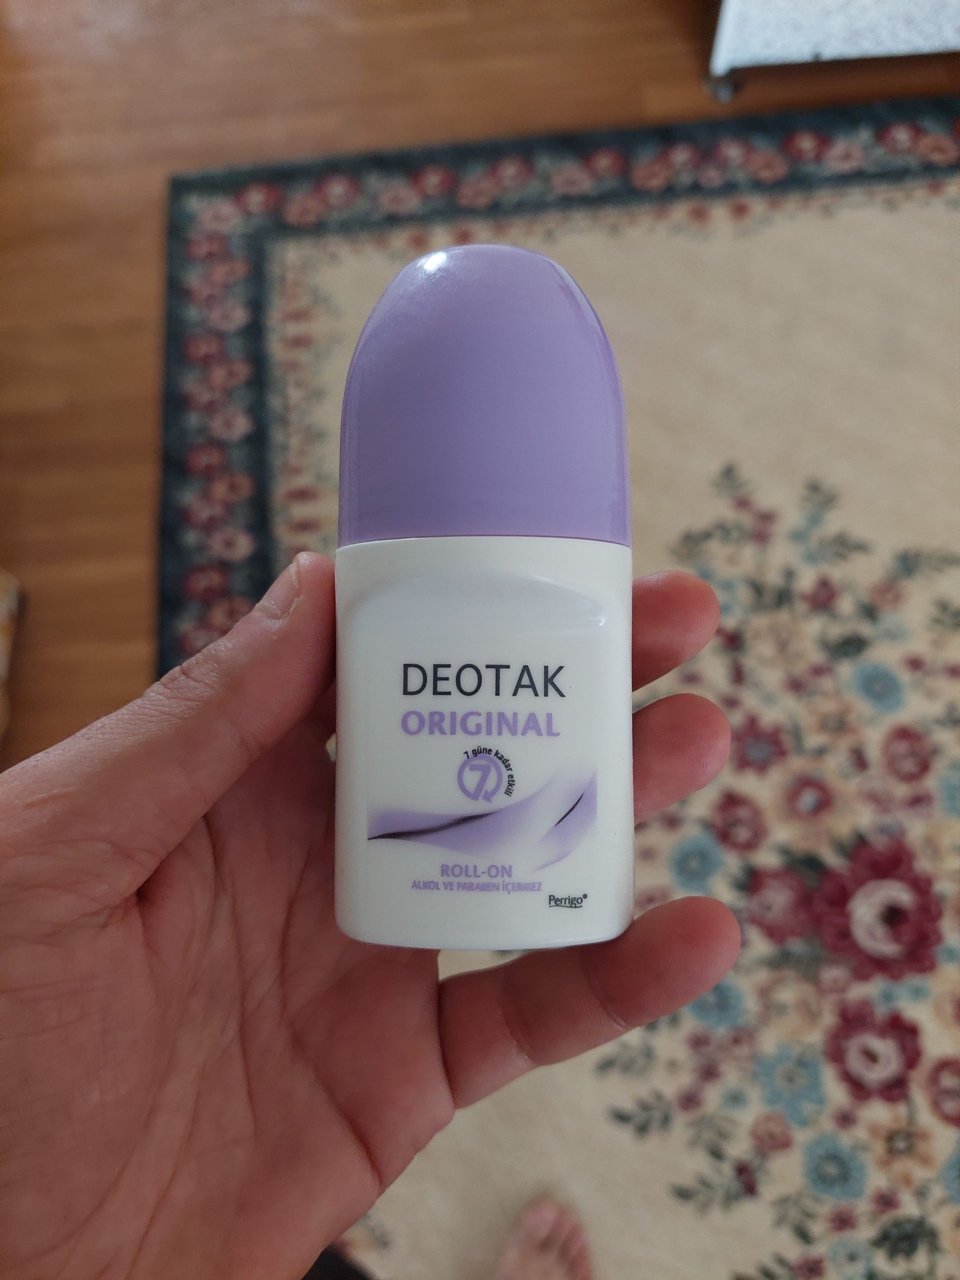 DEOTAK
ORIGINAL
7 güne kadar etkili
7
ROLL-ON
ALKOL VE PARABEN İÇERMEZ
Perrigo®